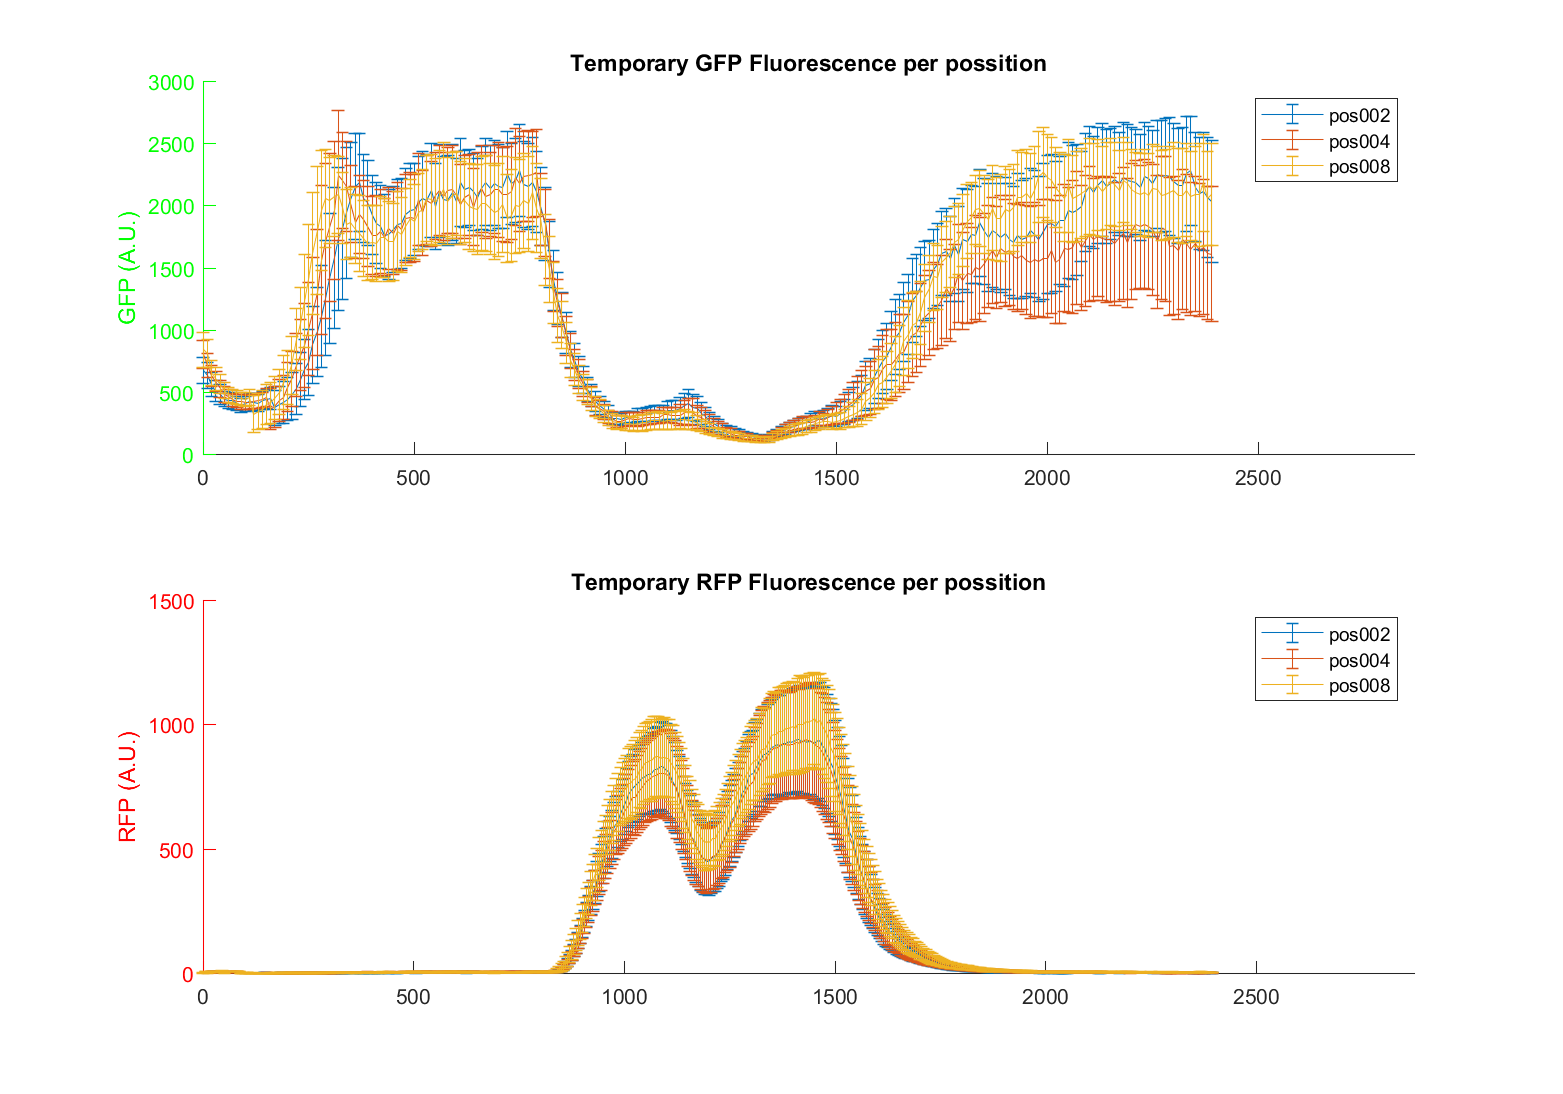 Temporary GFP Fluorescence per possition
GFP (A.U.)
3000
2500
2000
1500
1000
500
0
0 500 1000 1500 2000 2500
pos002
pos004
pos008
Temporary RFP Fluorescence per possition
RFP (A.U.)
1500
1000
500
0
0 500 1000 1500 2000 2500
pos002
pos004
pos008